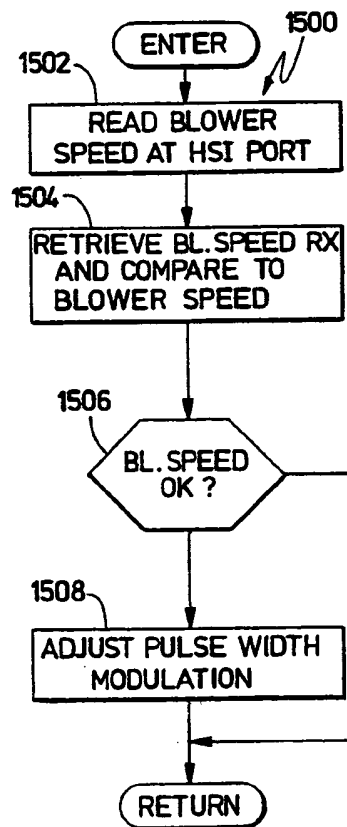 ENTER
1500
1502
READ BLOWER
SPEED AT HSI PORT
1504
RETRIEVE BL.SPEED RX
AND COMPARE TO
BLOWER SPEED
1506
BL.SPEED
OK ?
1508
ADJUST PULSE WIDTH
MODULATION
RETURN